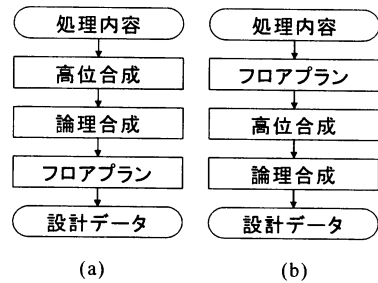 処理内容
高位合成
論理合成
フロアプラン
設計データ
(a)
処理内容
フロアプラン
高位合成
論理合成
設計データ
(b)